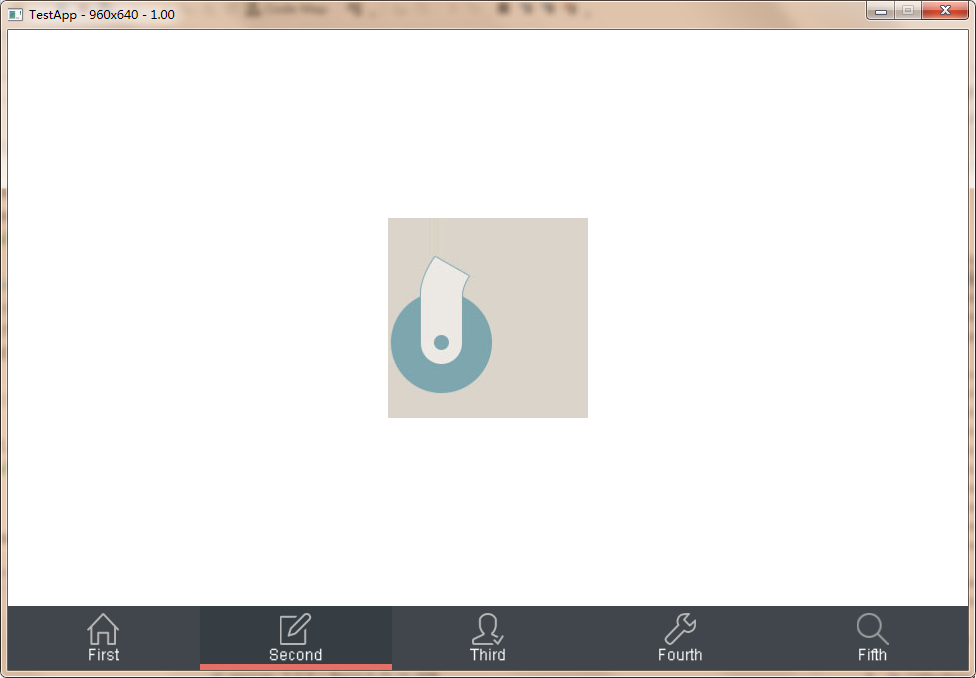 TestApp - 960x640 - 1.00
First
Second
Third
Fourth
Fifth